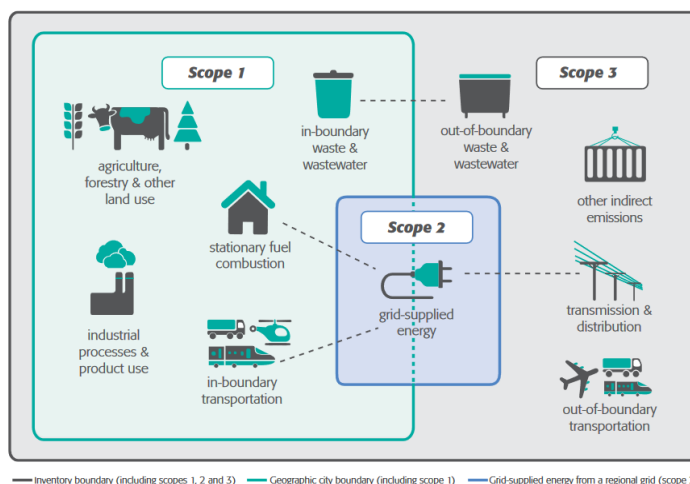 Scope 1
Scope 3
in-boundary
waste &
wastewater
out-of-boundary
waste &
wastewater
agriculture,
forestry & other
land use
other indirect
emissions
Scope 2
stationary fuel
combustion
grid-supplied
energy
transmission &
distribution
industrial
processes &
product use
in-boundary
transportation
out-of-boundary
transportation
Inventory boundary (including scopes 1, 2 and 3) Geographic city boundary (including scope 1) Grid-supplied energy from a regional grid (scope